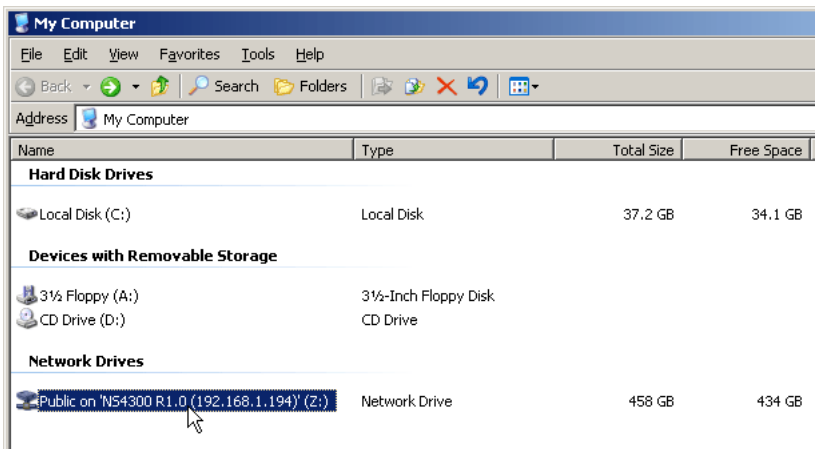 My Computer
File Edit View Favorites Tools Help
Back Search Folders
Address My Computer
Name Type Total Size Free Space
Hard Disk Drives
Local Disk (C:) Local Disk 37.2 GB 34.1 GB
Devices with Removable Storage
3½ Floppy (A:) 3½-Inch Floppy Disk
CD Drive (D:) CD Drive
Network Drives
Public on 'NS4300 R1.0 (192.168.1.194)' (Z:) Network Drive 458 GB 434 GB